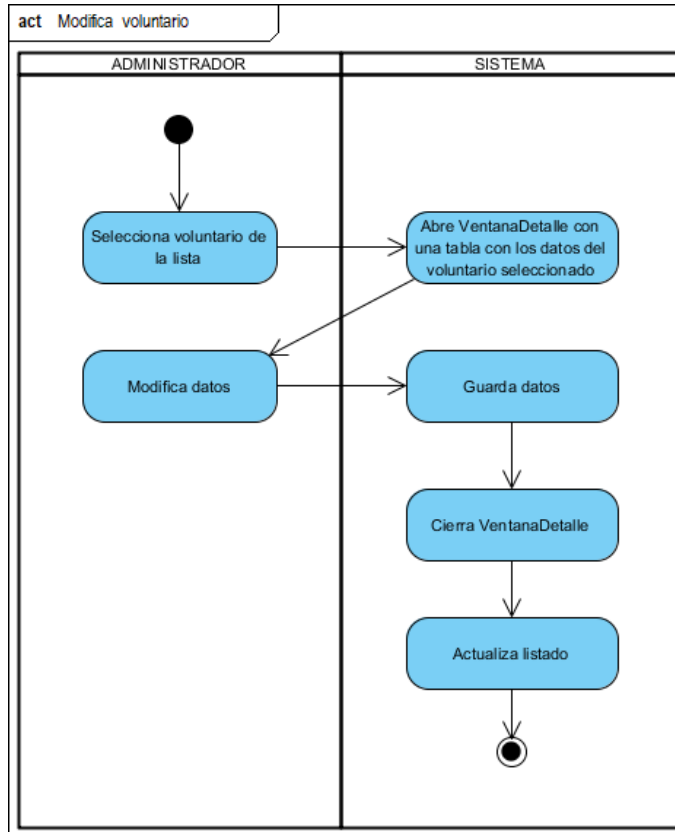 act Modifica voluntario
ADMINISTRADOR
SISTEMA
Selecciona voluntario de
la lista
Abre VentanaDetalle con
una tabla con los datos del
voluntario seleccionado
Modifica datos
Guarda datos
Cierra VentanaDetalle
Actualiza listado